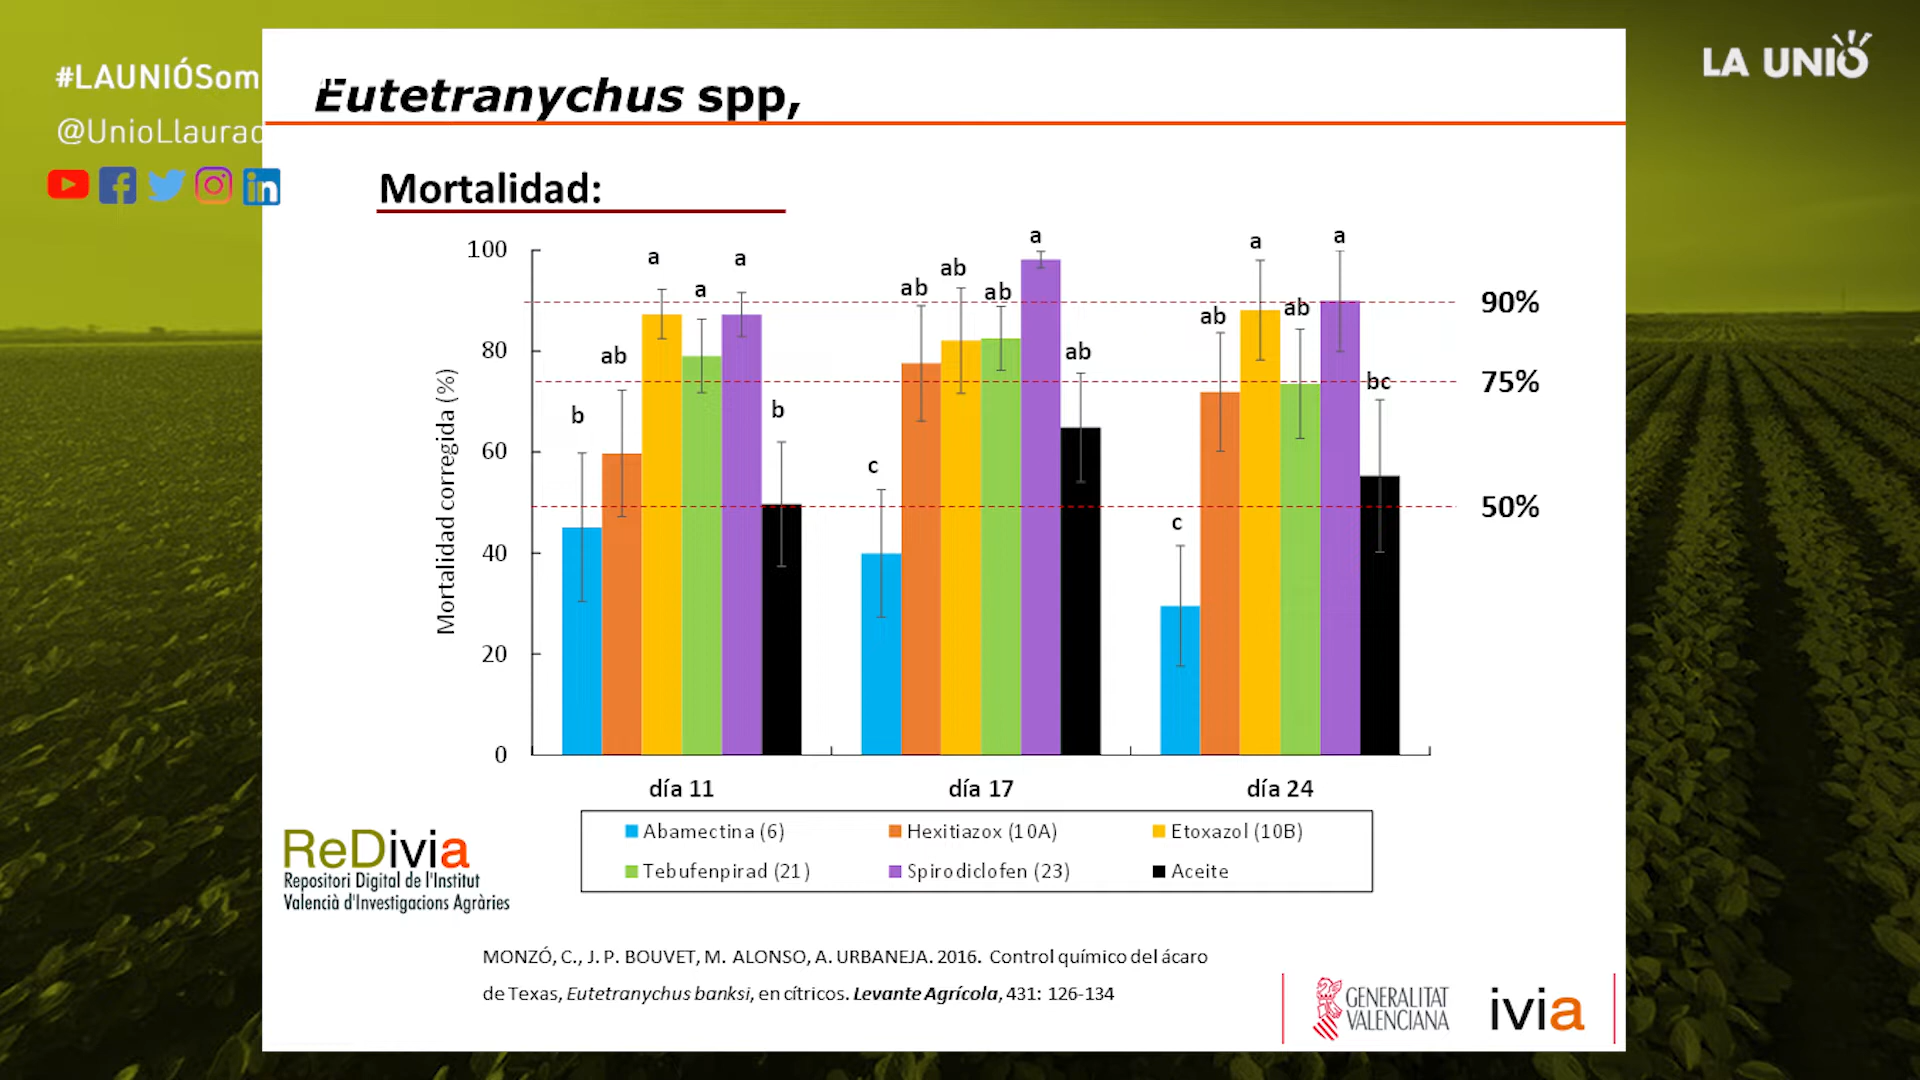 #LAUNIÓSom
@UnioLlaurad
LA UNIÓ
Eutetranychus spp,
Mortalidad:
Mortalidad corregida (%)
100
80
60
40
20
0
b
ab
a
a
a
b
c
ab
ab
ab
a
ab
c
ab
a
ab
a
bc
90%
75%
50%
día 11
día 17
día 24
Abamectina (6)
Hexitiazox (10A)
Etoxazol (10B)
Tebufenpirad (21)
Spirodiclofen (23)
Aceite
ReDivia
Repositori Digital de l'Institut
Valencià d'Investigacions Agràries
MONZÓ, C., J. P. BOUVET, M. ALONSO, A. URBANEJA. 2016. Control químico del ácaro
de Texas, Eutetranychus banksi, en cítricos. Levante Agrícola, 431: 126-134
GENERALITAT
VALENCIANA
ivia